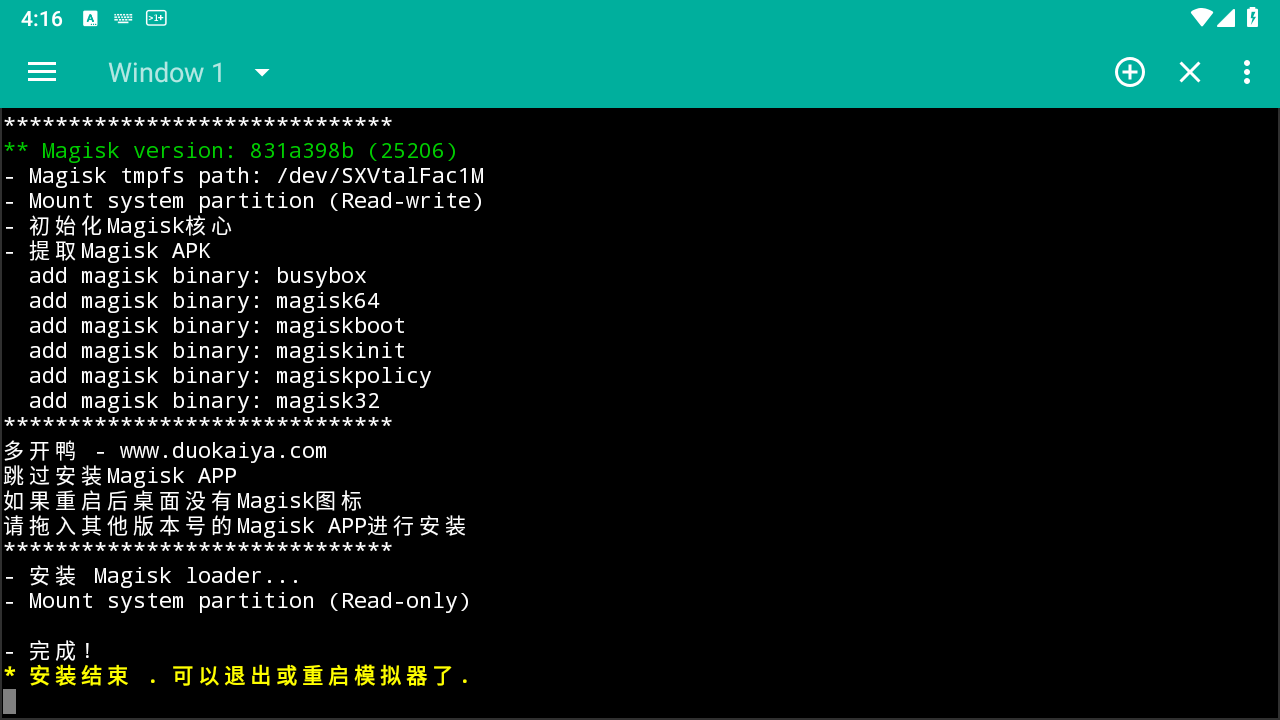 4:16
Window 1
******************************
** Magisk version: 831a398b (25206)
- Magisk tmpfs path: /dev/SXVtalFac1M
- Mount system partition (Read-write)
- 初始化Magisk核心
- 提取Magisk APK
  add magisk binary: busybox
  add magisk binary: magisk64
  add magisk binary: magiskboot
  add magisk binary: magiskinit
  add magisk binary: magiskpolicy
  add magisk binary: magisk32
******************************
多开鸭 - www.duokaiya.com
跳过安装Magisk APP
如果重启后桌面没有Magisk图标
请拖入其他版本号的Magisk APP进行安装
******************************
- 安装 Magisk loader...
- Mount system partition (Read-only)
- 完成!
* 安装结束 . 可以退出或重启模拟器了.